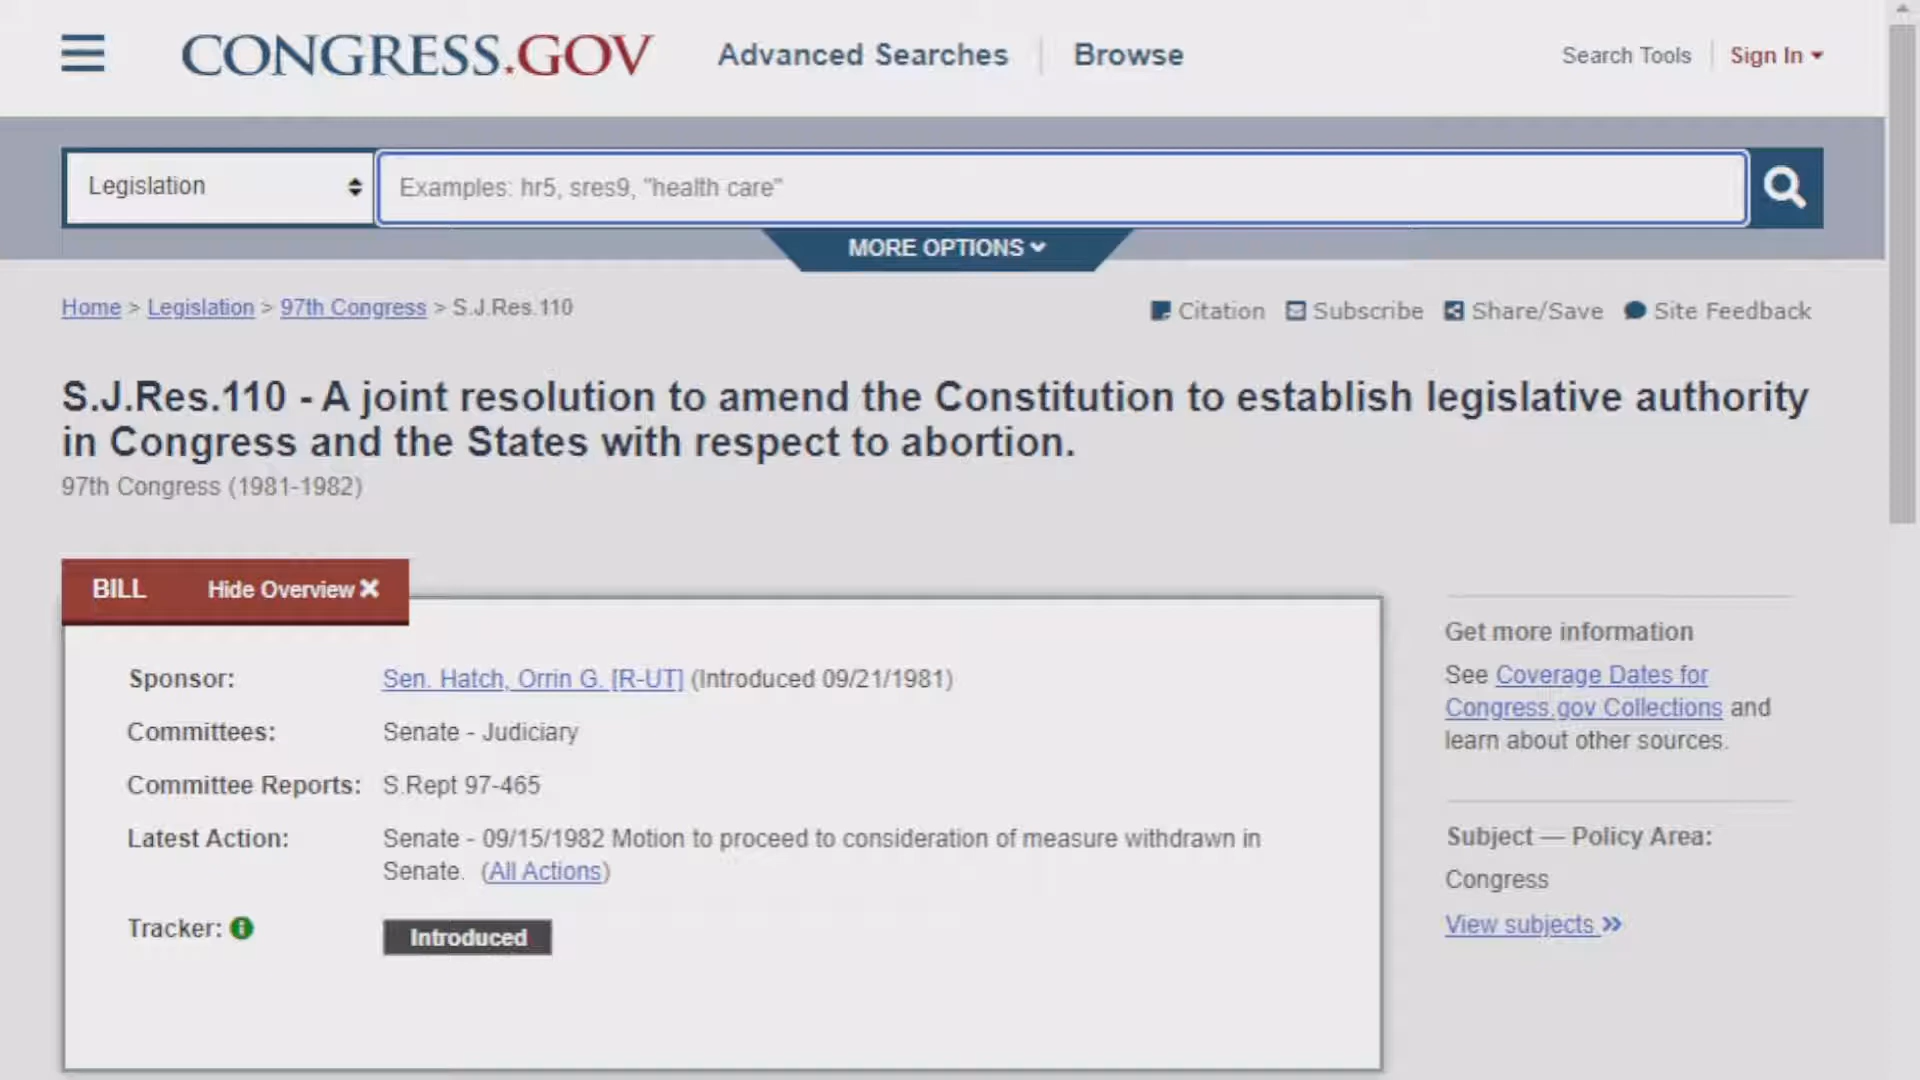 CONGRESS.GOV Advanced Searches Browse Search Tools Sign In
Legislation Examples: hr5, sres9, "health care"
MORE OPTIONS
Home > Legislation > 97th Congress > S.J.Res.110 Citation Subscribe Share/Save Site Feedback
S.J.Res.110 - A joint resolution to amend the Constitution to establish legislative authority
in Congress and the States with respect to abortion.
97th Congress (1981-1982)
BILL Hide Overview ✕
Sponsor: Sen. Hatch, Orrin G. [R-UT] (Introduced 09/21/1981)
Committees: Senate - Judiciary
Committee Reports: S.Rept 97-465
Latest Action: Senate - 09/15/1982 Motion to proceed to consideration of measure withdrawn in
Senate. (All Actions)
Tracker: i Introduced
Get more information
See Coverage Dates for
Congress.gov Collections and
learn about other sources.
Subject — Policy Area:
Congress
View subjects »